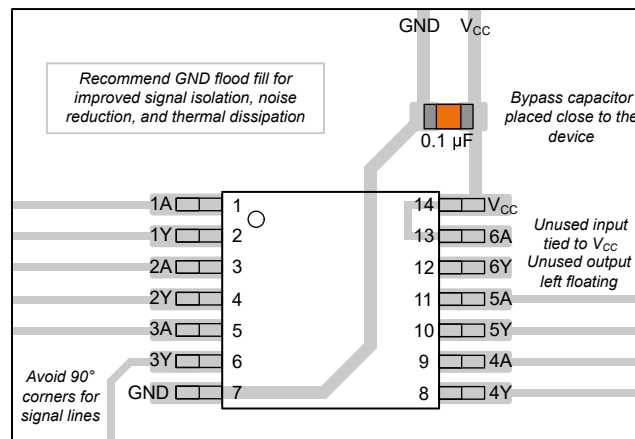 GND VCC
Recommend GND flood fill for
improved signal isolation, noise
reduction, and thermal dissipation
Bypass capacitor
placed close to the
device
0.1 µF
1A 1 14 VCC
1Y 2 13 6A
2A 3 12 6Y
2Y 4 11 5A
3A 5 10 5Y
3Y 6 9 4A
GND 7 8 4Y
Unused input
tied to VCC
Unused output
left floating
Avoid 90°
corners for
signal lines